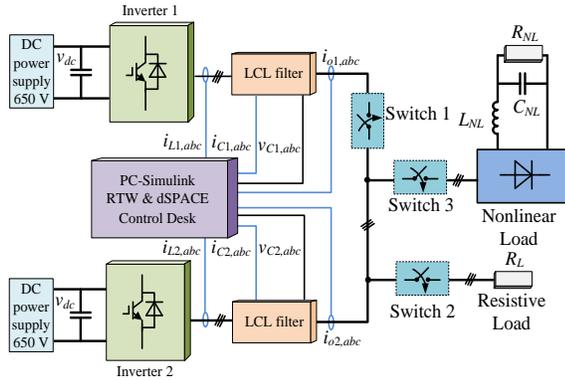 Inverter 1
DC
power
supply
650 V
v_dc
LCL filter
i_o1,abc
Switch 1
R_NL
C_NL
L_NL
i_L1,abc
i_C1,abc
v_C1,abc
PC-Simulink
RTW & dSPACE
Control Desk
Switch 3
Nonlinear
Load
i_L2,abc
i_C2,abc
v_C2,abc
DC
power
supply
650 V
v_dc
LCL filter
i_o2,abc
Switch 2
R_L
Resistive
Load
Inverter 2